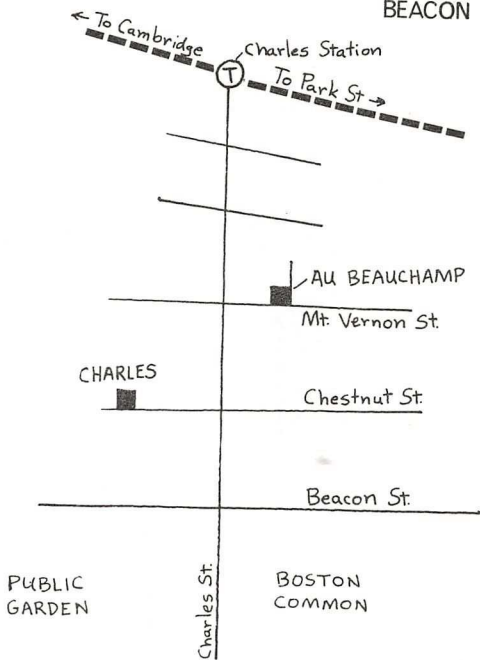 BEACON
← To Cambridge
Charles Station
T
To Park St →
AU BEAUCHAMP
Mt. Vernon St.
CHARLES
Chestnut St.
Beacon St.
PUBLIC
GARDEN
Charles St.
BOSTON
COMMON